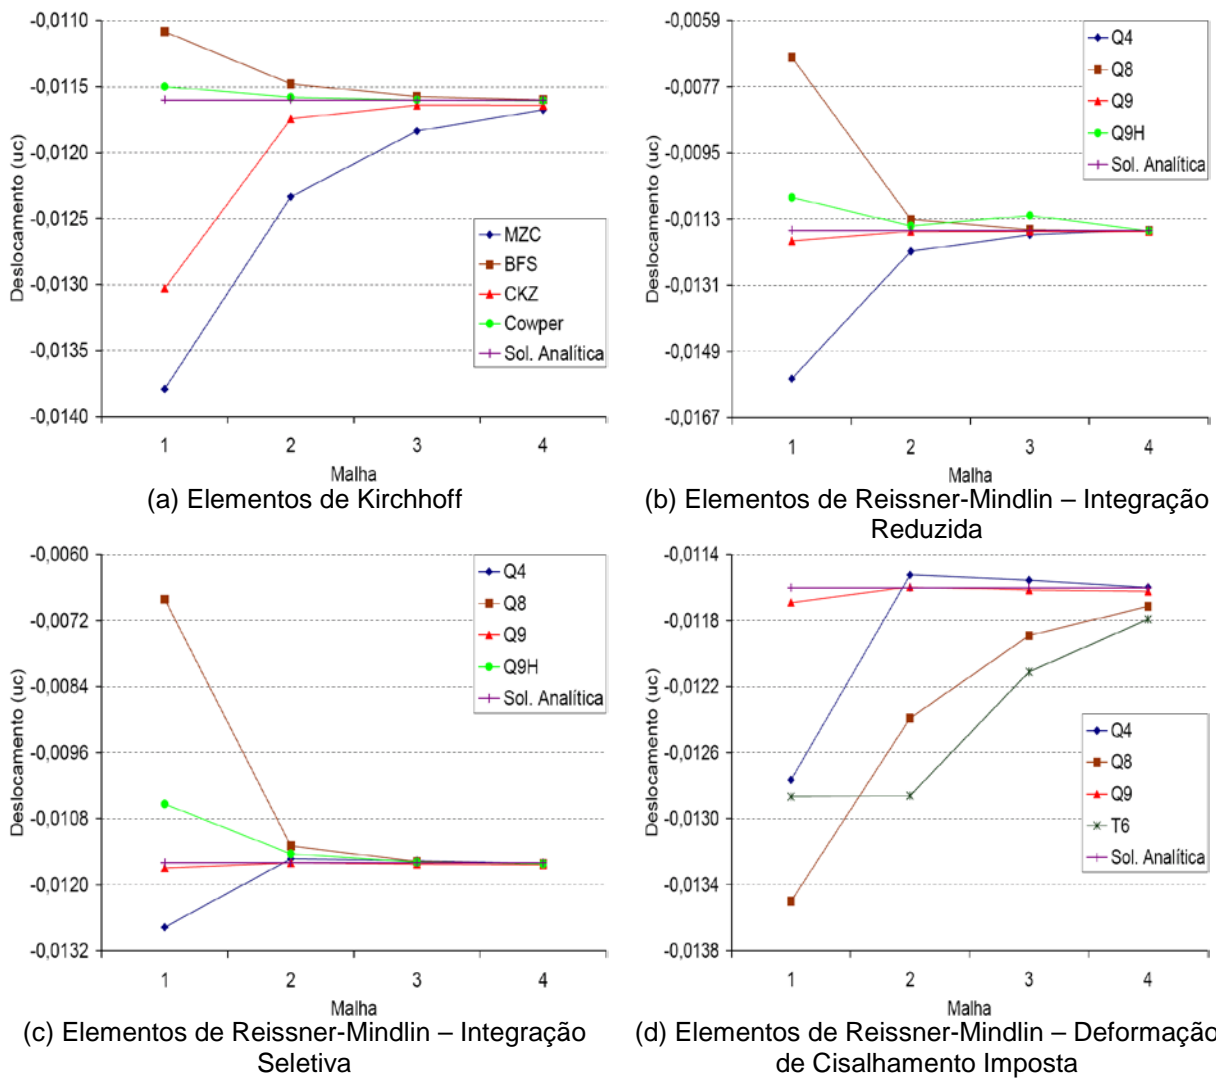 -0,0110
-0,0115
-0,0120
-0,0125
-0,0130
-0,0135
-0,0140
Deslocamento (uc)
MZC
BFS
CKZ
Cowper
Sol. Analítica
1 2 3 4
Malha
(a) Elementos de Kirchhoff
-0,0059
-0,0077
-0,0095
-0,0113
-0,0131
-0,0149
-0,0167
Deslocamento (uc)
Q4
Q8
Q9
Q9H
Sol. Analítica
1 2 3 4
Malha
(b) Elementos de Reissner-Mindlin – Integração
Reduzida
-0,0060
-0,0072
-0,0084
-0,0096
-0,0108
-0,0120
-0,0132
Deslocamento (uc)
Q4
Q8
Q9
Q9H
Sol. Analítica
1 2 3 4
Malha
(c) Elementos de Reissner-Mindlin – Integração
Seletiva
-0,0114
-0,0118
-0,0122
-0,0126
-0,0130
-0,0134
-0,0138
Deslocamento (uc)
Q4
Q8
Q9
T6
Sol. Analítica
1 2 3 4
Malha
(d) Elementos de Reissner-Mindlin – Deformação
de Cisalhamento Imposta